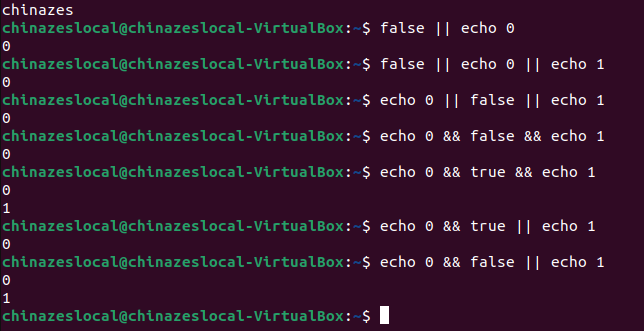 chinazes
chinazeslocal@chinazeslocal-VirtualBox:~$ false || echo 0
0
chinazeslocal@chinazeslocal-VirtualBox:~$ false || echo 0 || echo 1
0
chinazeslocal@chinazeslocal-VirtualBox:~$ echo 0 || false || echo 1
0
chinazeslocal@chinazeslocal-VirtualBox:~$ echo 0 && false && echo 1
0
chinazeslocal@chinazeslocal-VirtualBox:~$ echo 0 && true && echo 1
0
1
chinazeslocal@chinazeslocal-VirtualBox:~$ echo 0 && true || echo 1
0
chinazeslocal@chinazeslocal-VirtualBox:~$ echo 0 && false || echo 1
0
1
chinazeslocal@chinazeslocal-VirtualBox:~$